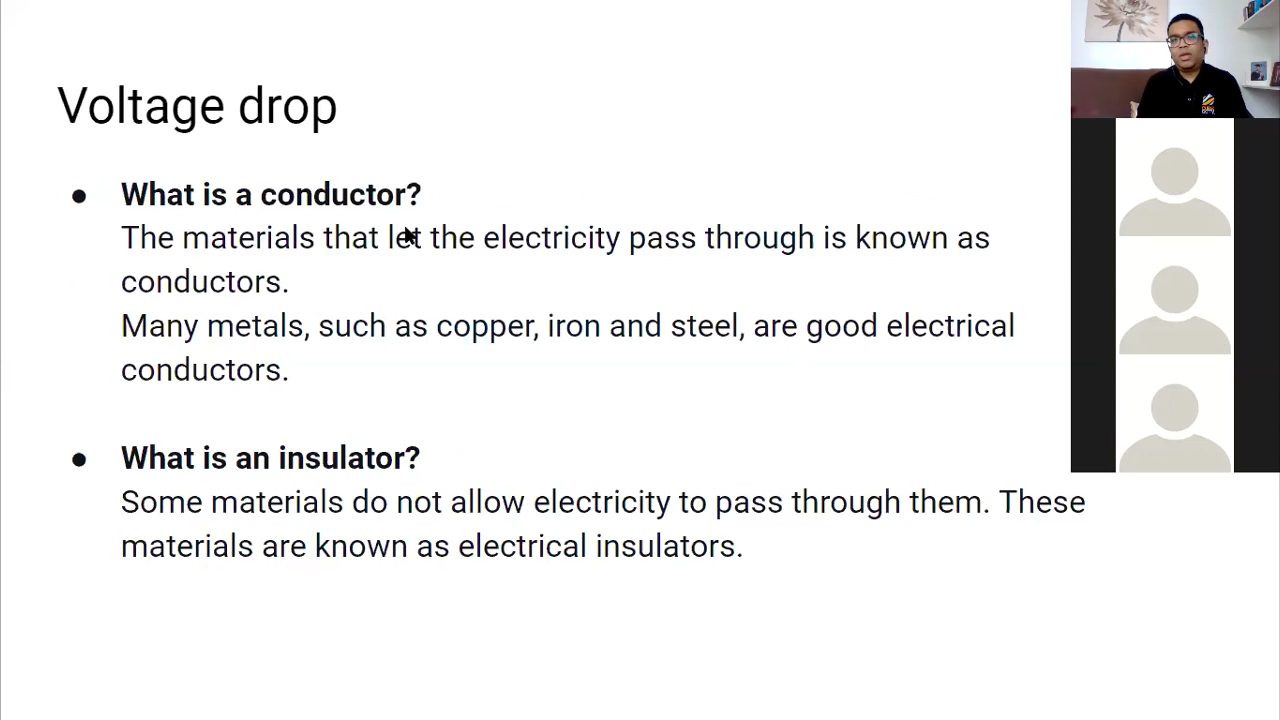 Voltage drop
● What is a conductor?
The materials that let the electricity pass through is known as
conductors.
Many metals, such as copper, iron and steel, are good electrical
conductors.
● What is an insulator?
Some materials do not allow electricity to pass through them. These
materials are known as electrical insulators.